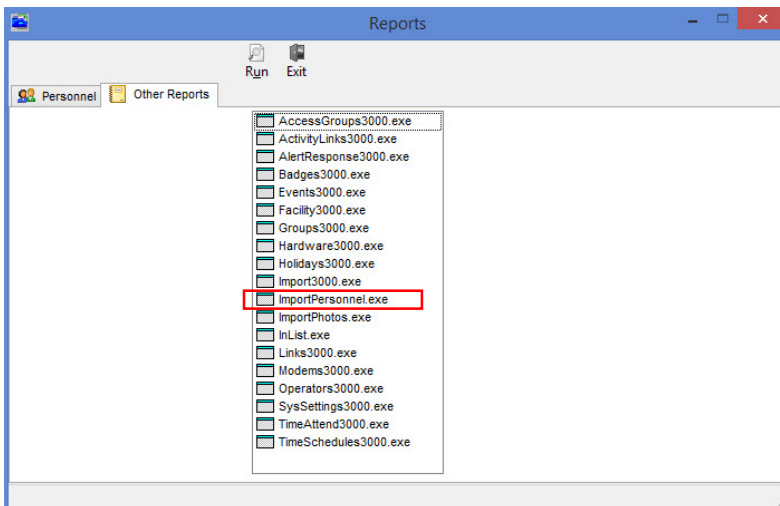 Reports
Run Exit
Personnel Other Reports
AccessGroups3000.exe
ActivityLinks3000.exe
AlertResponse3000.exe
Badges3000.exe
Events3000.exe
Facility3000.exe
Groups3000.exe
Hardware3000.exe
Holidays3000.exe
Import3000.exe
ImportPersonnel.exe
ImportPhotos.exe
InList.exe
Links3000.exe
Modems3000.exe
Operators3000.exe
SysSettings3000.exe
TimeAttend3000.exe
TimeSchedules3000.exe